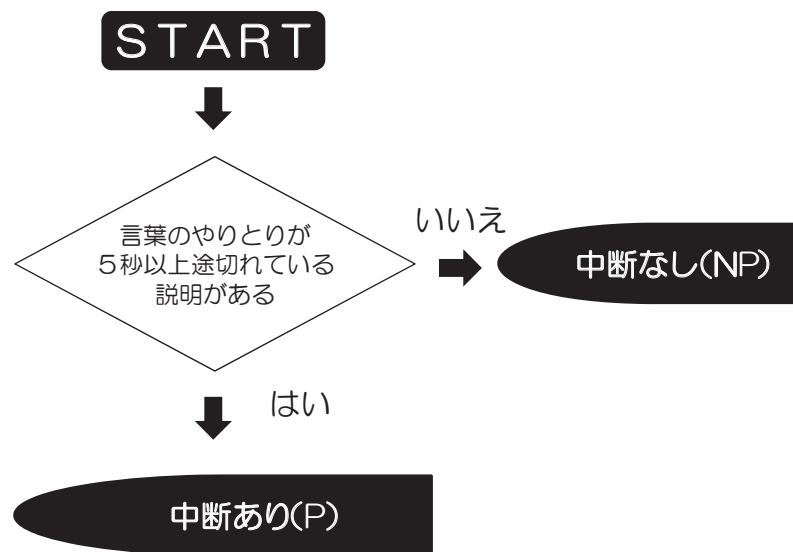 START
言葉のやりとりが
５秒以上途切れている
説明がある
いいえ
中断なし(NP)
はい
中断あり(P)